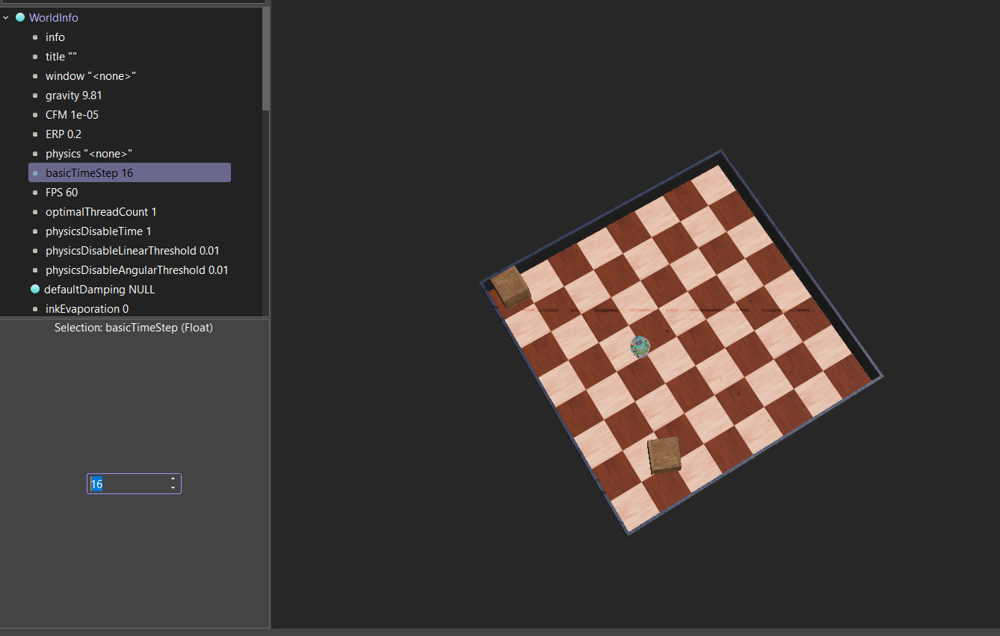 WorldInfo
info
title ""
window "<none>"
gravity 9.81
CFM 1e-05
ERP 0.2
physics "<none>"
basicTimeStep 16
FPS 60
optimalThreadCount 1
physicsDisableTime 1
physicsDisableLinearThreshold 0.01
physicsDisableAngularThreshold 0.01
defaultDamping NULL
inkEvaporation 0
Selection: basicTimeStep (Float)
16